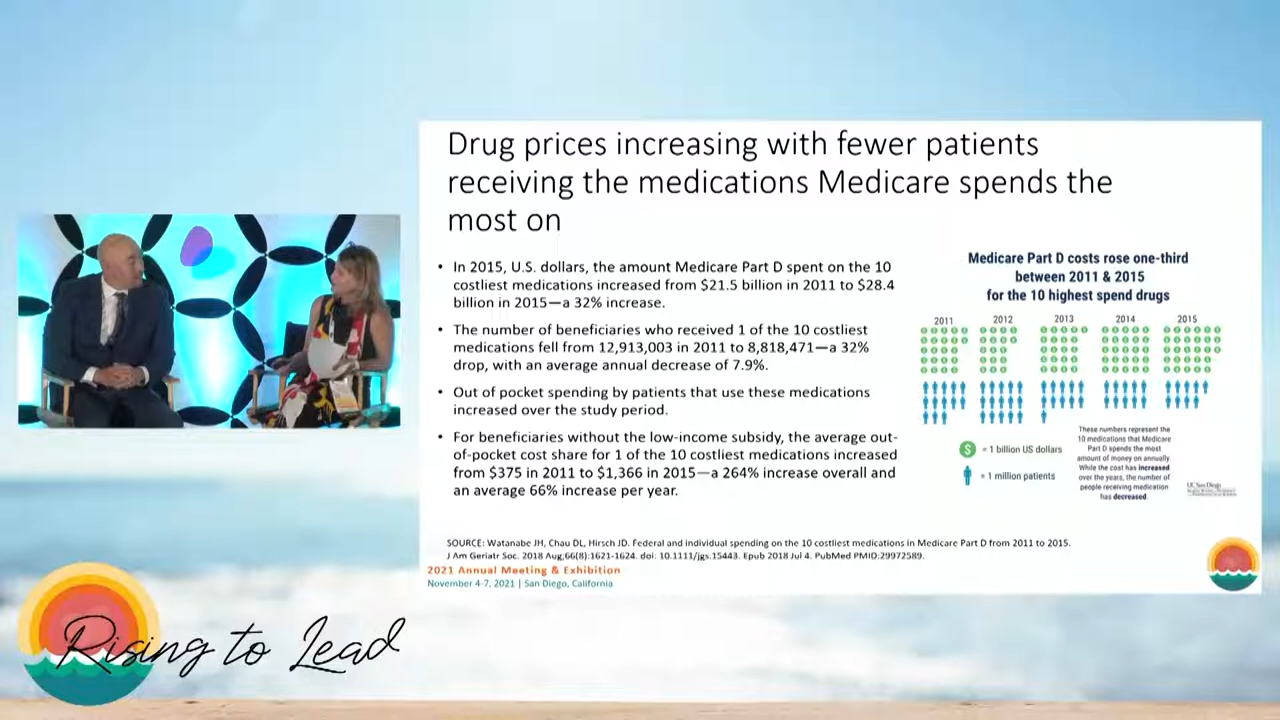 Drug prices increasing with fewer patients
receiving the medications Medicare spends the
most on
• In 2015, U.S. dollars, the amount Medicare Part D spent on the 10
costliest medications increased from $21.5 billion in 2011 to $28.4
billion in 2015—a 32% increase.
• The number of beneficiaries who received 1 of the 10 costliest
medications fell from 12,913,003 in 2011 to 8,818,471—a 32%
drop, with an average annual decrease of 7.9%.
• Out of pocket spending by patients that use these medications
increased over the study period.
• For beneficiaries without the low-income subsidy, the average out-
of-pocket cost share for 1 of the 10 costliest medications increased
from $375 in 2011 to $1,366 in 2015—a 264% increase overall and
an average 66% increase per year.
Medicare Part D costs rose one-third
between 2011 & 2015
for the 10 highest spend drugs
2011 2012 2013 2014 2015
$ = 1 billion US dollars
= 1 million patients
These numbers represent the
10 medications that Medicare
Part D spends the most
amount of money on annually.
While the cost has increased
over the years, the number of
people receiving medication
has decreased.
UC San Diego
SOURCE: Watanabe JH, Chau DL, Hirsch JD. Federal and individual spending on the 10 costliest medications in Medicare Part D from 2011 to 2015.
J Am Geriatr Soc. 2018 Aug;66(8):1621-1624. doi: 10.1111/jgs.15443. Epub 2018 Jul 4. PubMed PMID:29972589.
2021 Annual Meeting & Exhibition
November 4-7, 2021 | San Diego, California
Rising to Lead